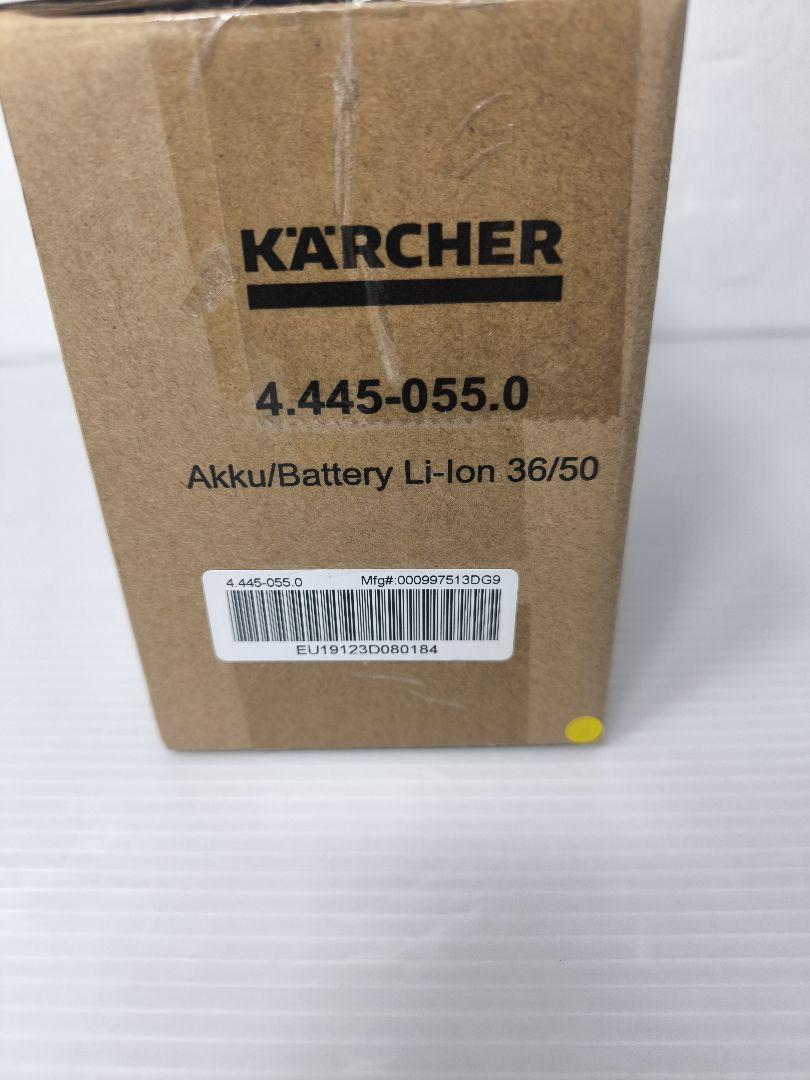 KÄRCHER
4.445-055.0
Akku/Battery Li-Ion 36/50
4.445-055.0 Mfg#:000997513DG9
EU19123D080184